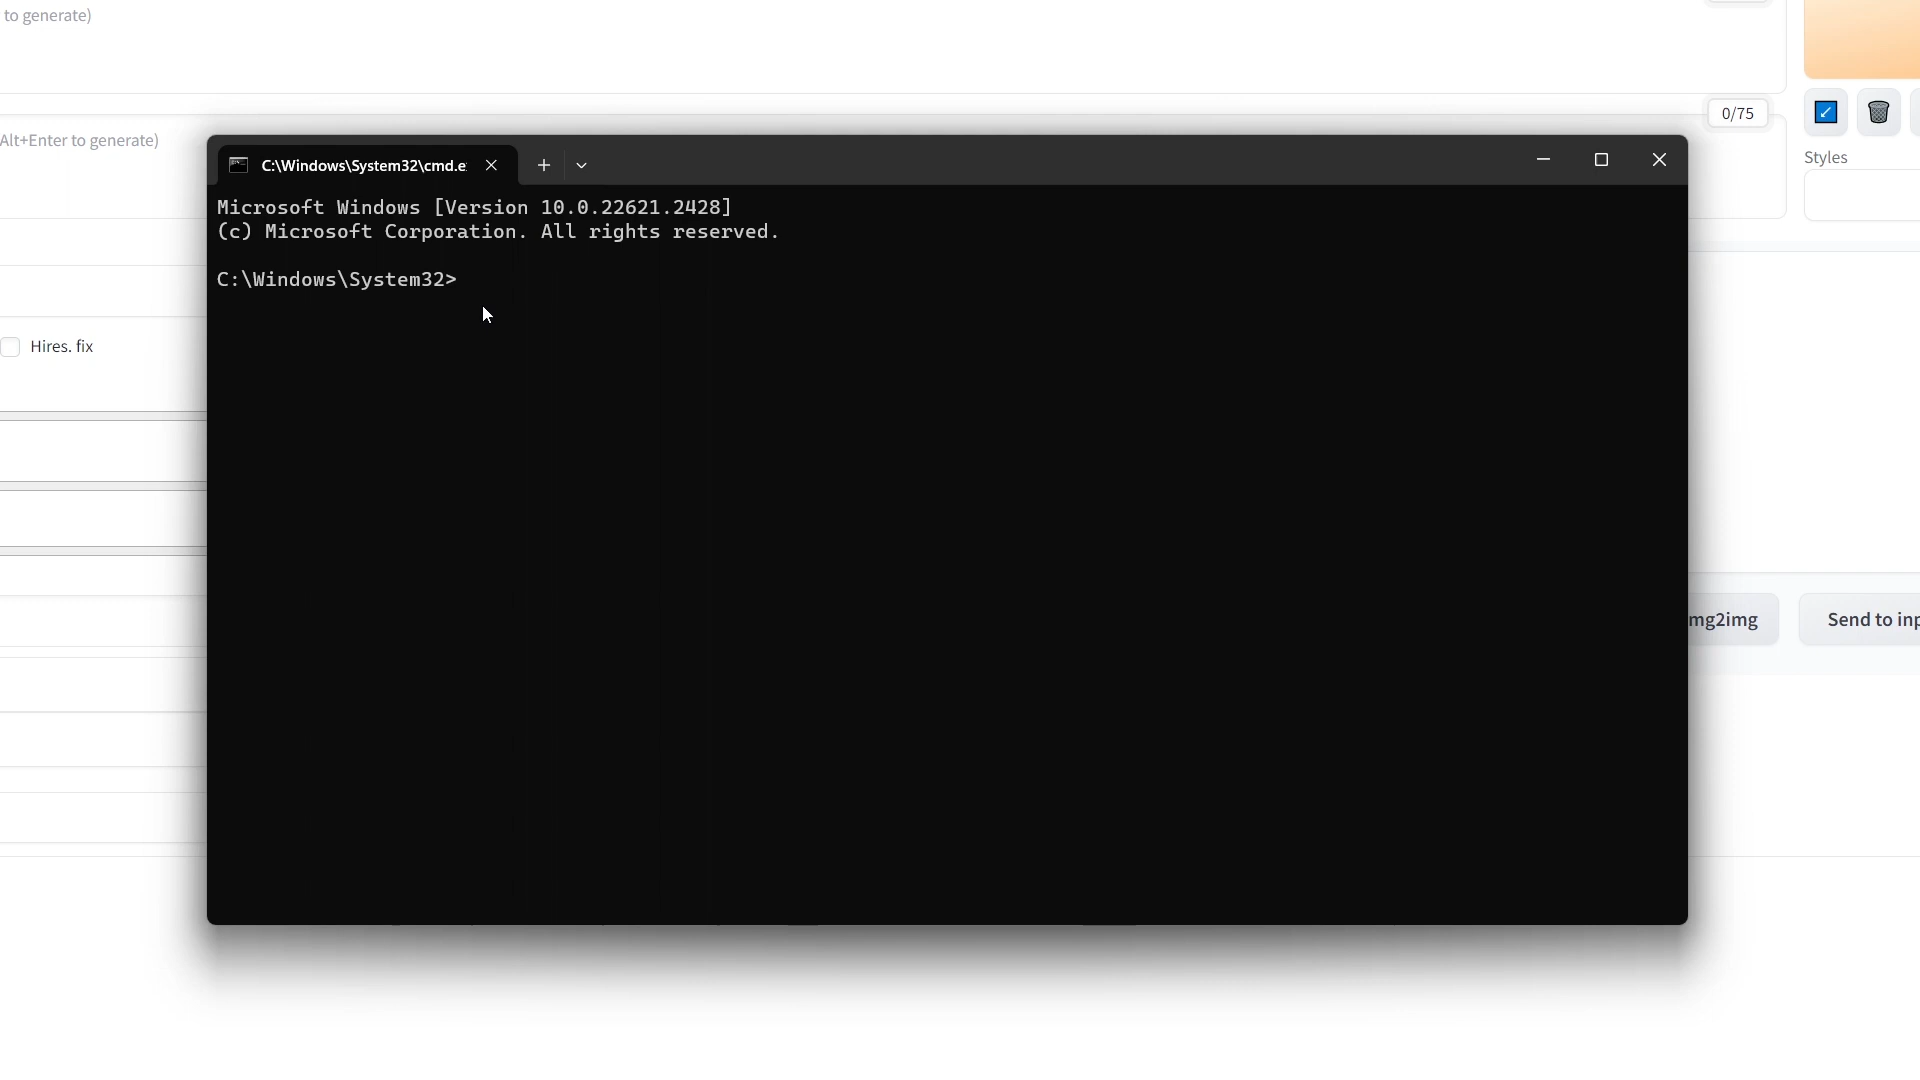 to generate)
0/75
Alt+Enter to generate)
Styles
C:\Windows\System32\cmd.e
Microsoft Windows [Version 10.0.22621.2428]
(c) Microsoft Corporation. All rights reserved.
C:\Windows\System32>
Hires. fix
mg2img
Send to inp